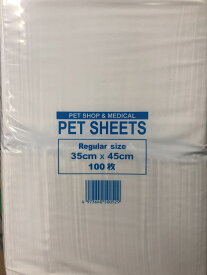 PET SHOP & MEDICAL
PET SHEETS
Regular size
35cm x 45cm
100枚